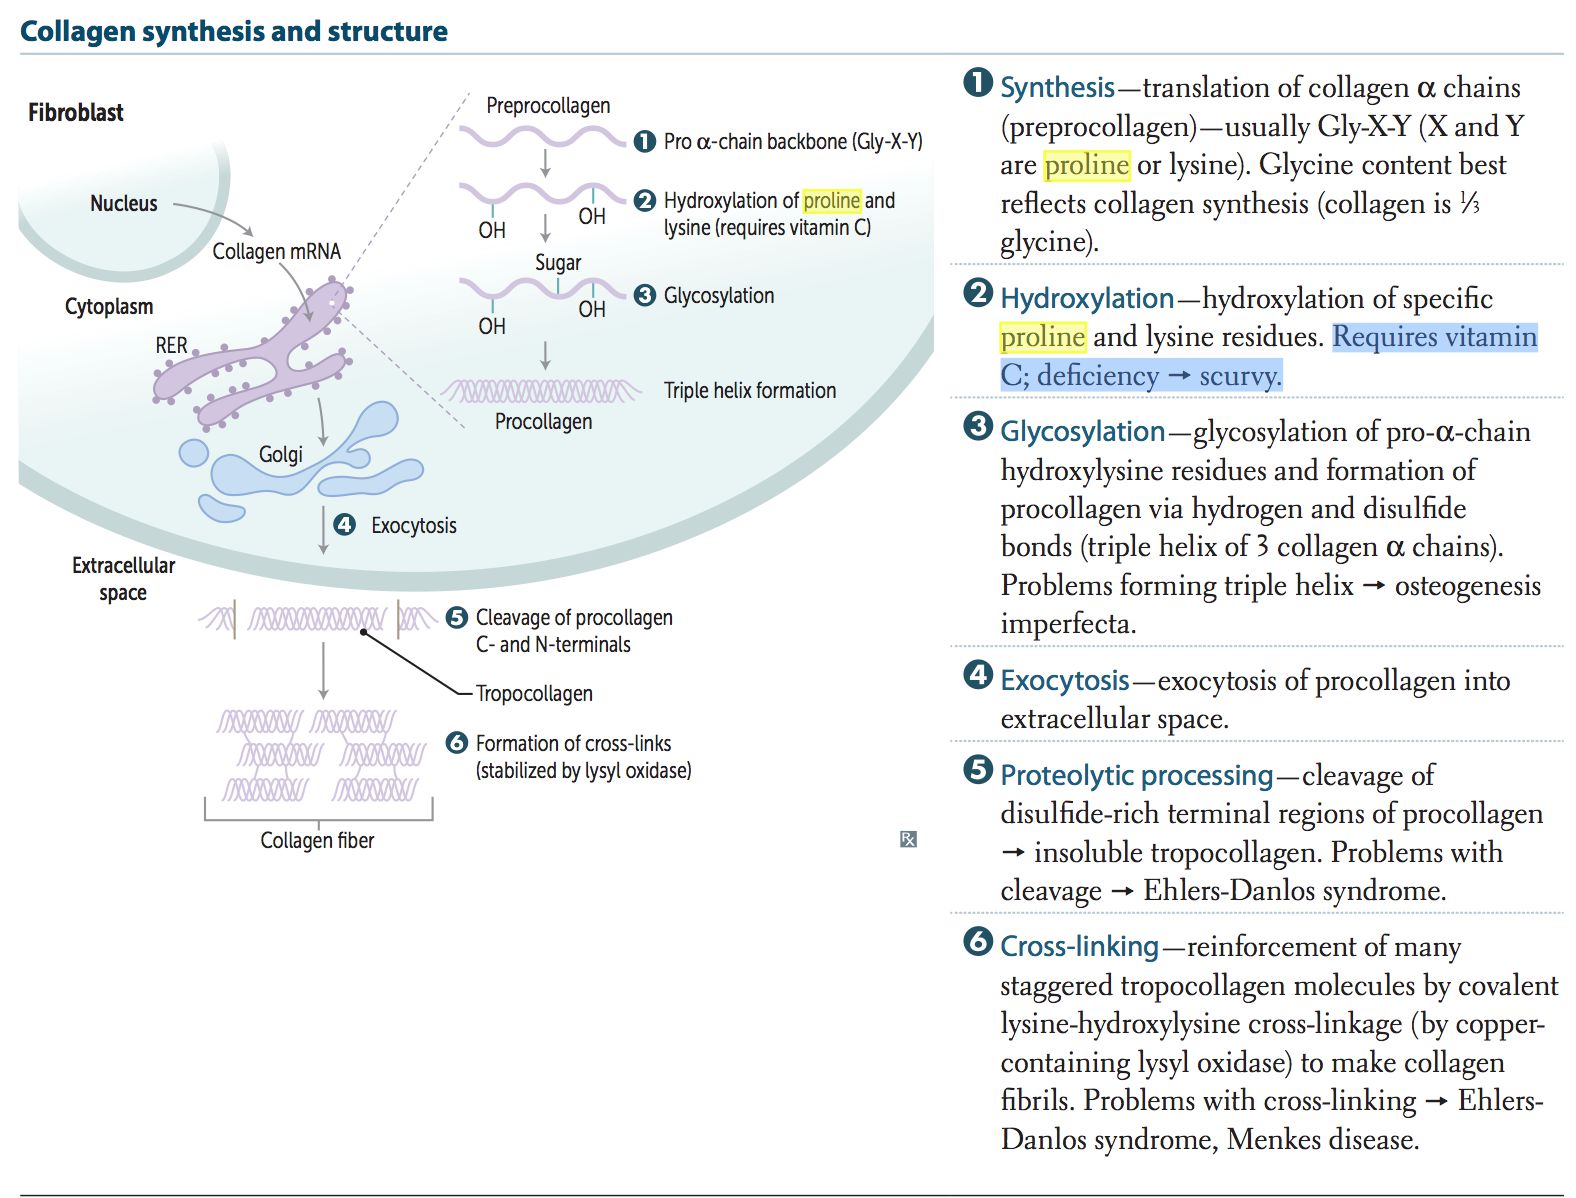 Collagen synthesis and structure
Fibroblast
Nucleus
Collagen mRNA
Cytoplasm
RER
Golgi
Preprocollagen
❶ Pro α-chain backbone (Gly-X-Y)
❷ Hydroxylation of proline and
lysine (requires vitamin C)
OH
OH
Sugar
❸ Glycosylation
OH
OH
Triple helix formation
Procollagen
❹ Exocytosis
Extracellular
space
❺ Cleavage of procollagen
C- and N-terminals
Tropocollagen
❻ Formation of cross-links
(stabilized by lysyl oxidase)
Collagen fiber
Rx
❶ Synthesis—translation of collagen α chains
(preprocollagen)—usually Gly-X-Y (X and Y
are proline or lysine). Glycine content best
reflects collagen synthesis (collagen is ⅓
glycine).
❷ Hydroxylation—hydroxylation of specific
proline and lysine residues. Requires vitamin
C; deficiency → scurvy.
❸ Glycosylation—glycosylation of pro-α-chain
hydroxylysine residues and formation of
procollagen via hydrogen and disulfide
bonds (triple helix of 3 collagen α chains).
Problems forming triple helix → osteogenesis
imperfecta.
❹ Exocytosis—exocytosis of procollagen into
extracellular space.
❺ Proteolytic processing—cleavage of
disulfide-rich terminal regions of procollagen
→ insoluble tropocollagen. Problems with
cleavage → Ehlers-Danlos syndrome.
❻ Cross-linking—reinforcement of many
staggered tropocollagen molecules by covalent
lysine-hydroxylysine cross-linkage (by copper-
containing lysyl oxidase) to make collagen
fibrils. Problems with cross-linking → Ehlers-
Danlos syndrome, Menkes disease.